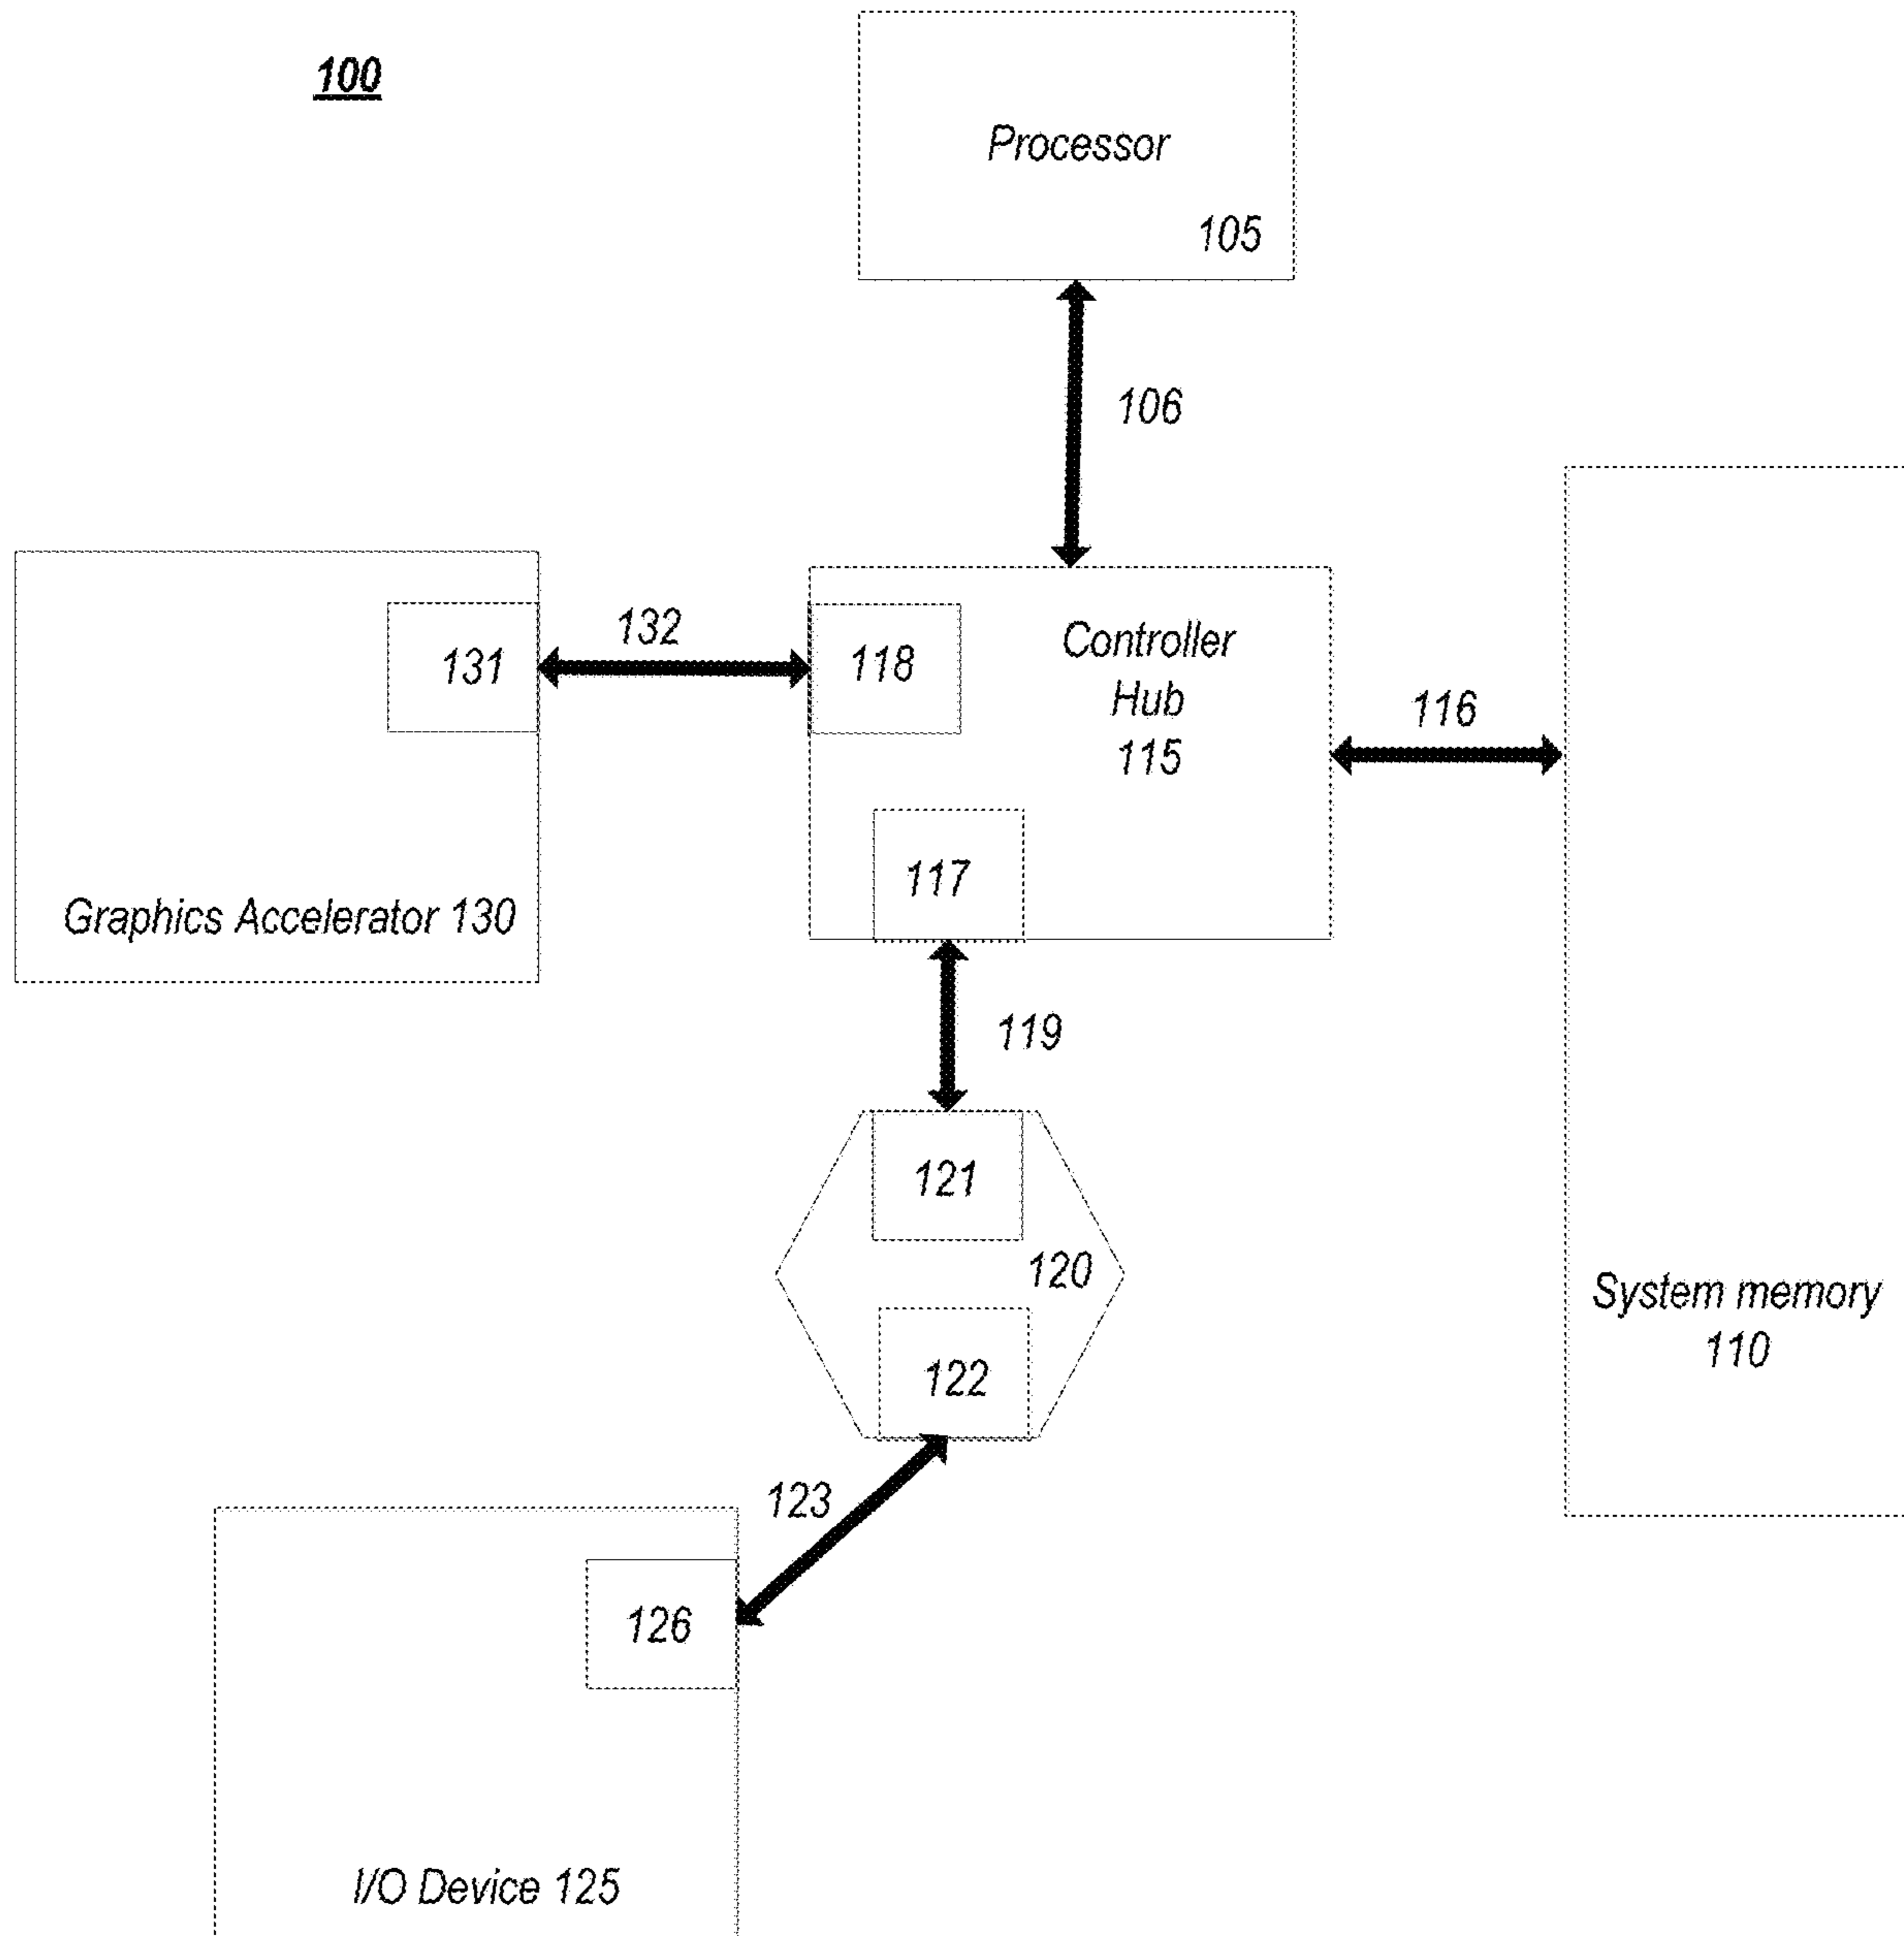 100
Processor
105
106
131
132
118
Controller
Hub
115
116
117
Graphics Accelerator 130
119
121
120
122
System memory
110
123
126
I/O Device 125